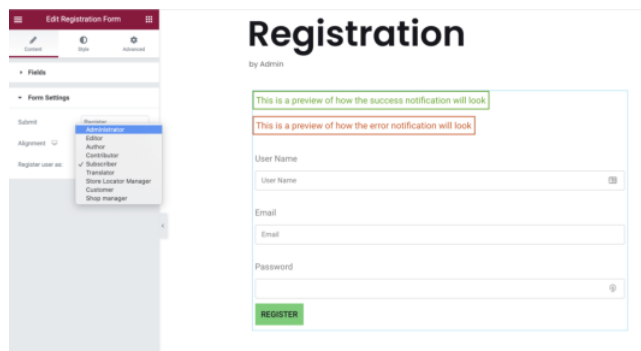 Edit Registration Form
Content
Style
Advanced
Fields
Form Settings
Submit
Register
Alignment
Register user as:
Administrator
Editor
Author
Contributor
✓ Subscriber
Translator
Store Locator Manager
Customer
Shop manager
Registration
by Admin
This is a preview of how the success notification will look
This is a preview of how the error notification will look
User Name
User Name
Email
Email
Password
REGISTER